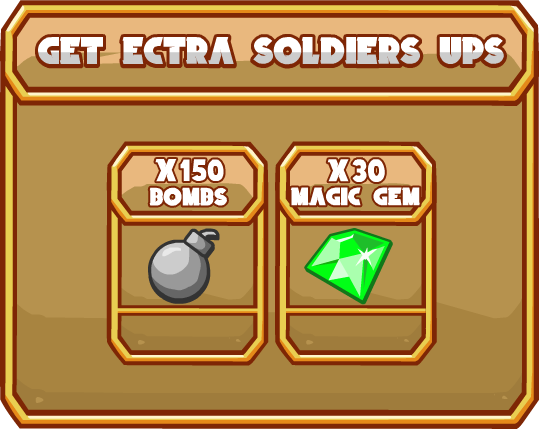 GET ECTRA SOLDIERS UPS
X150
BOMBS
X30
MAGIC GEM